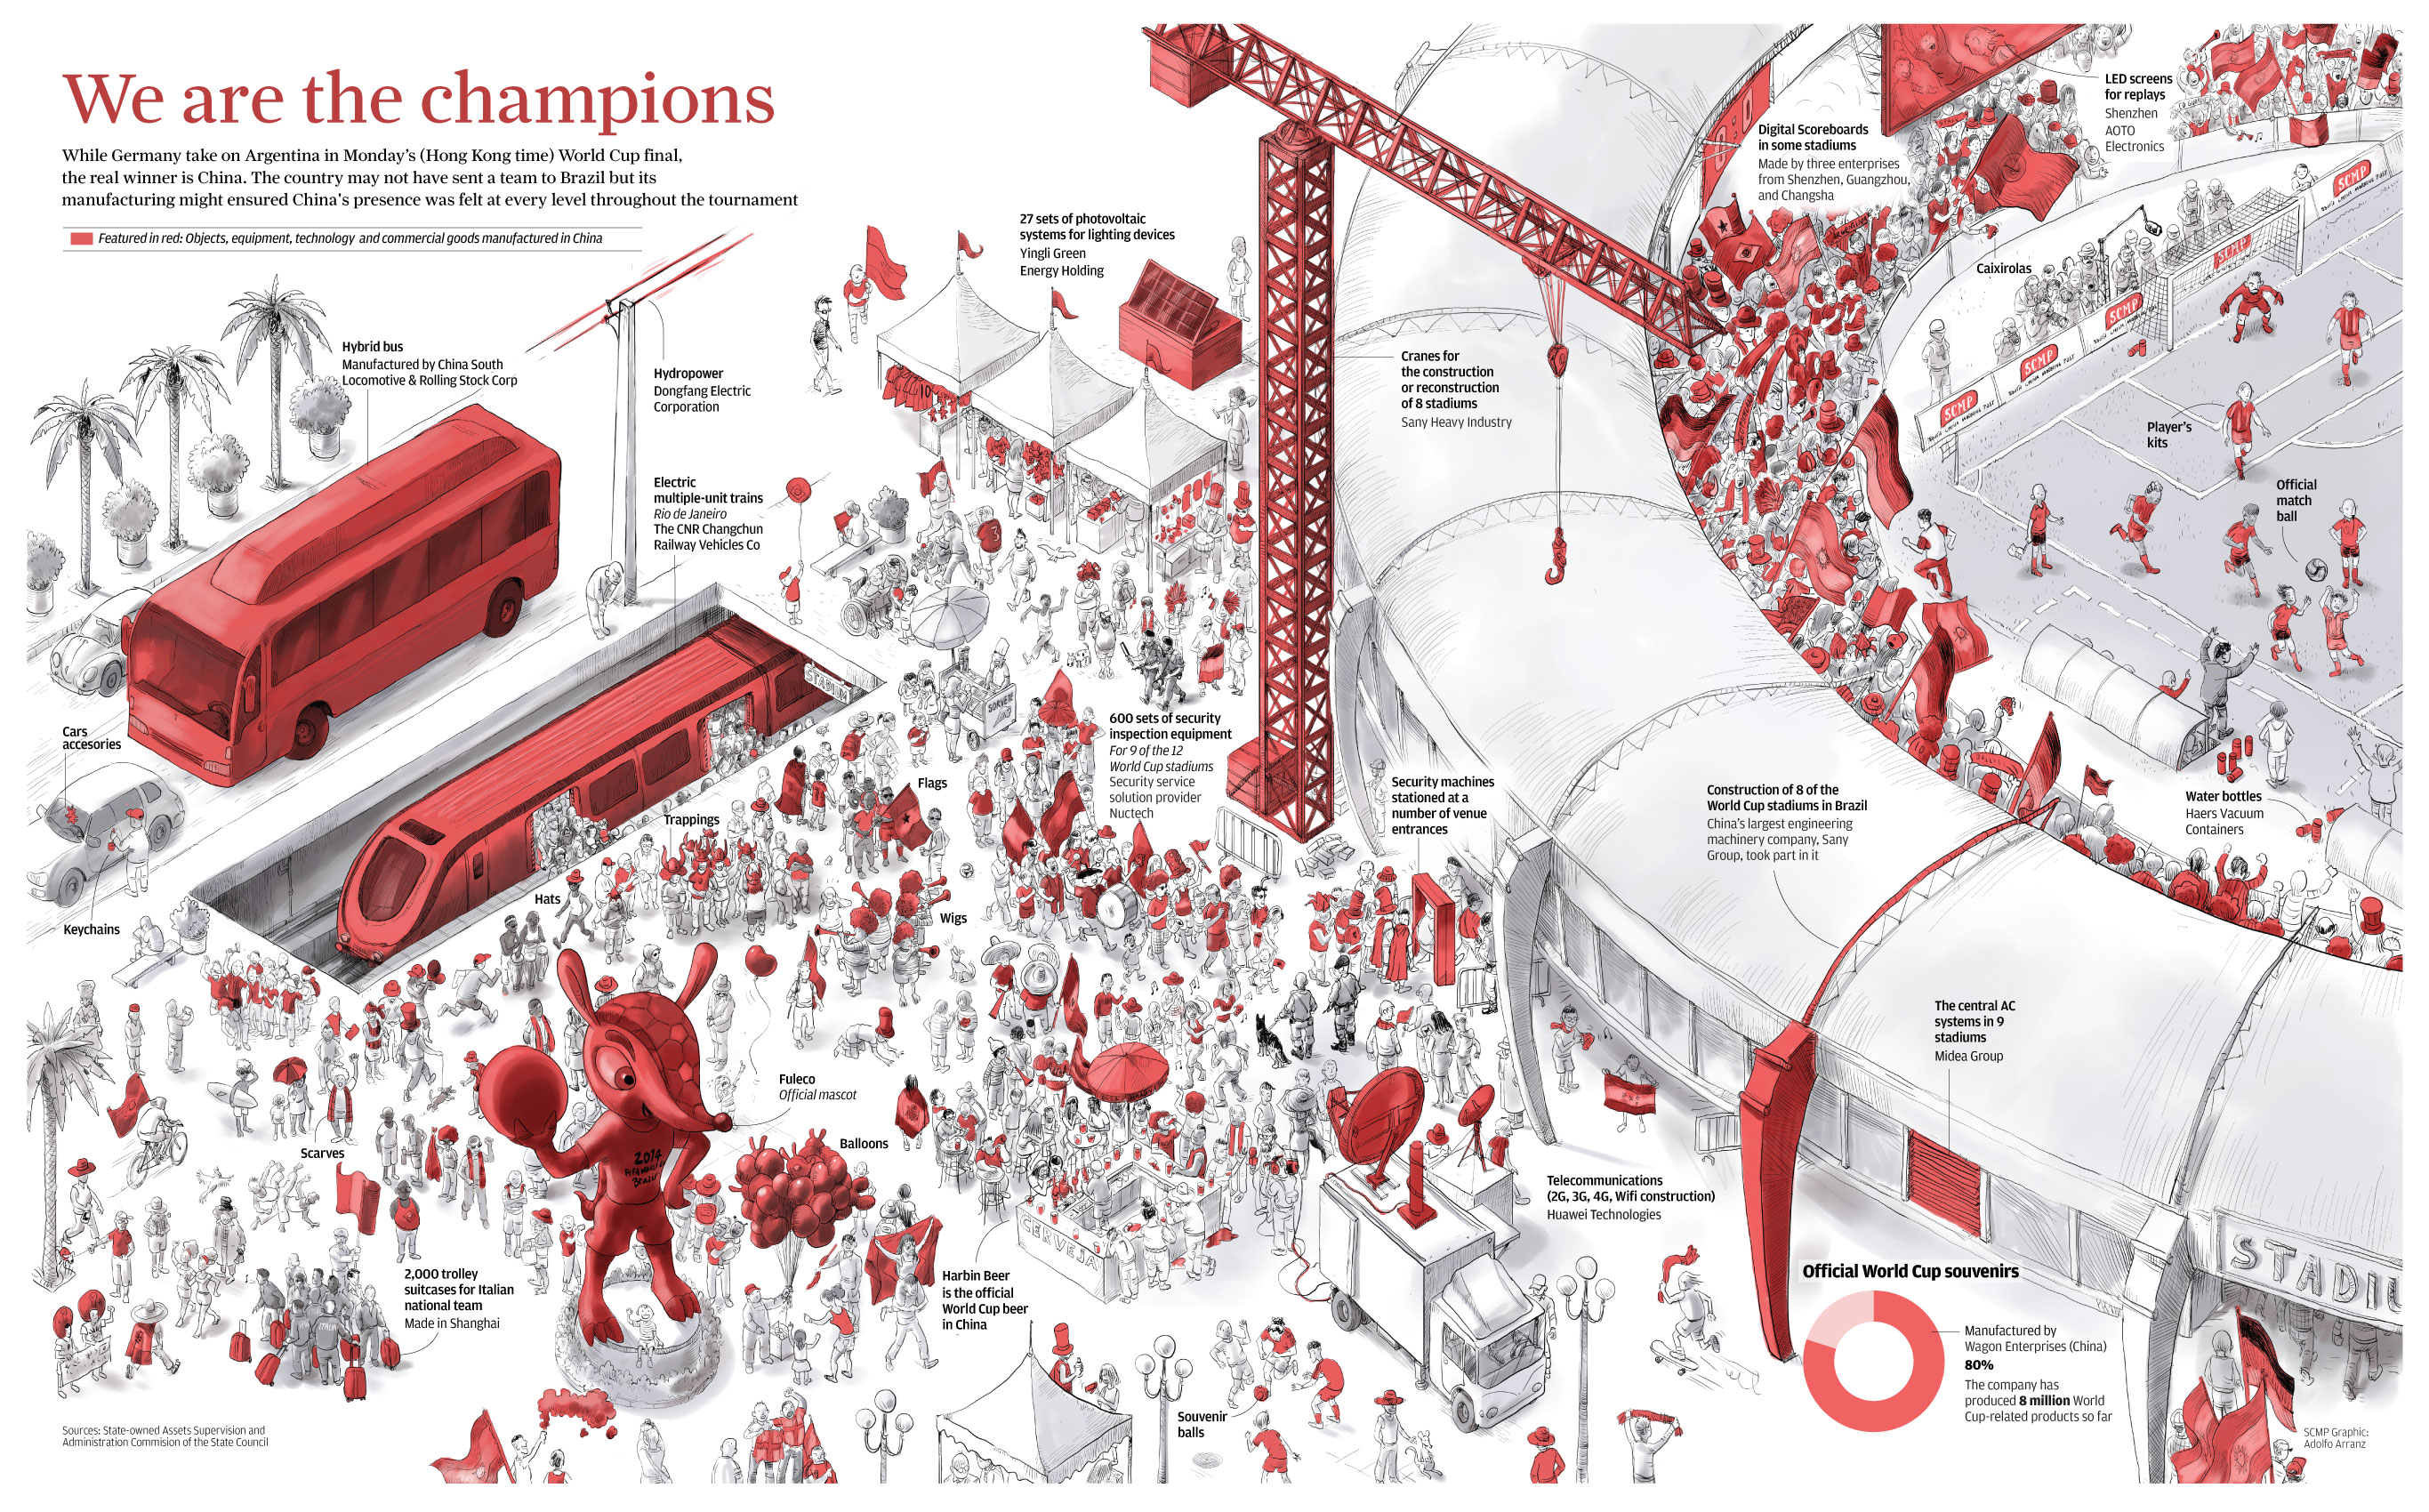 We are the champions
While Germany take on Argentina in Monday's (Hong Kong time) World Cup final,
the real winner is China. The country may not have sent a team to Brazil but its
manufacturing might ensured China's presence was felt at every level throughout the tournament
Featured in red: Objects, equipment, technology and commercial goods manufactured in China
Hybrid bus
Manufactured by China South
Locomotive & Rolling Stock Corp
Hydropower
Dongfang Electric
Corporation
Electric
multiple-unit trains
Rio de Janeiro
The CNR Changchun
Railway Vehicles Co
27 sets of photovoltaic
systems for lighting devices
Yingli Green
Energy Holding
Cranes for
the construction
or reconstruction
of 8 stadiums
Sany Heavy Industry
Digital Scoreboards
in some stadiums
Made by three enterprises
from Shenzhen, Guangzhou,
and Changsha
0:0
LED screens
for replays
Shenzhen
AOTO
Electronics
Caixirolas
SCMP
SCMP
SCMP
SCMP
SCMP
Player's
kits
Official
match
ball
10
3
STADIUM
SORVETE
Cars
accesories
Keychains
Trappings
Hats
Flags
Wigs
600 sets of security
inspection equipment
For 9 of the 12
World Cup stadiums
Security service
solution provider
Nuctech
Security machines
stationed at a
number of venue
entrances
Construction of 8 of the
World Cup stadiums in Brazil
China's largest engineering
machinery company, Sany
Group, took part in it
Water bottles
Haers Vacuum
Containers
The central AC
systems in 9
stadiums
Midea Group
Fuleco
Official mascot
2014
Brazil
Balloons
Scarves
2,000 trolley
suitcases for Italian
national team
Made in Shanghai
ITALIA
Harbin Beer
is the official
World Cup beer
in China
CERVEJA
Telecommunications
(2G, 3G, 4G, Wifi construction)
Huawei Technologies
Souvenir
balls
STADIU
Official World Cup souvenirs
Manufactured by
Wagon Enterprises (China)
80%
The company has
produced 8 million World
Cup-related products so far
Sources: State-owned Assets Supervision and
Administration Commision of the State Council
SCMP Graphic:
Adolfo Arranz